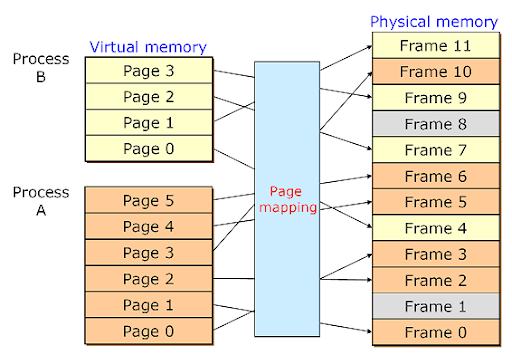 Physical memory
Virtual memory
Process
B
Page 3
Page 2
Page 1
Page 0
Process
A
Page 5
Page 4
Page 3
Page 2
Page 1
Page 0
Page
mapping
Frame 11
Frame 10
Frame 9
Frame 8
Frame 7
Frame 6
Frame 5
Frame 4
Frame 3
Frame 2
Frame 1
Frame 0